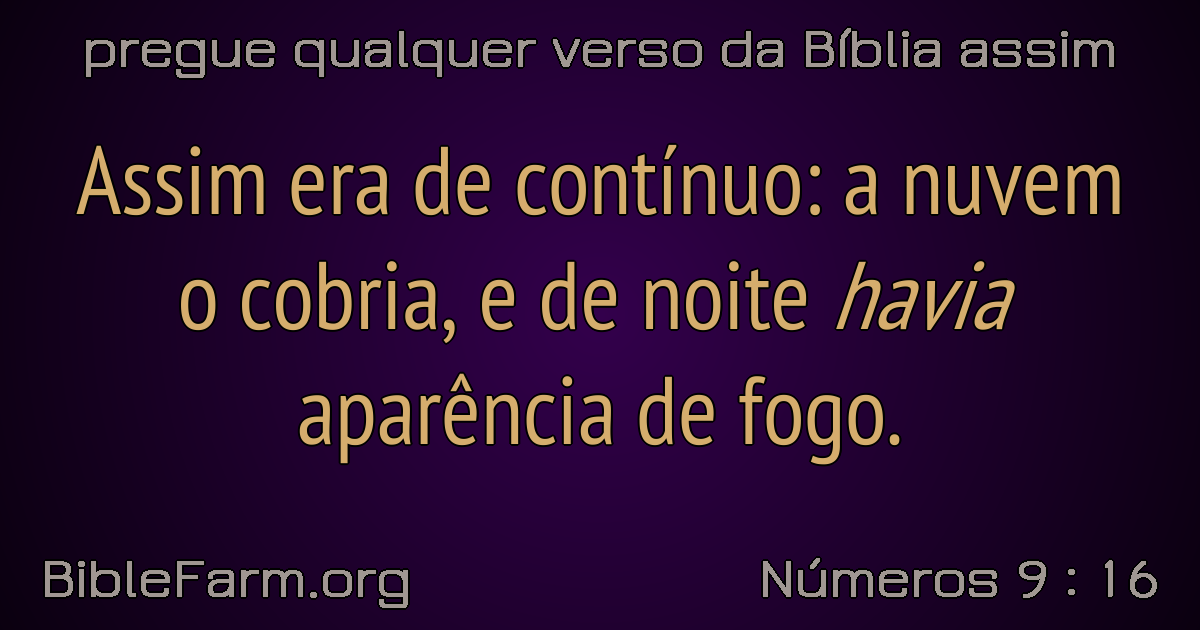 pregue qualquer verso da Bíblia assim
Assim era de contínuo: a nuvem
o cobria, e de noite havia
aparência de fogo.
BibleFarm.org
Números 9 : 16